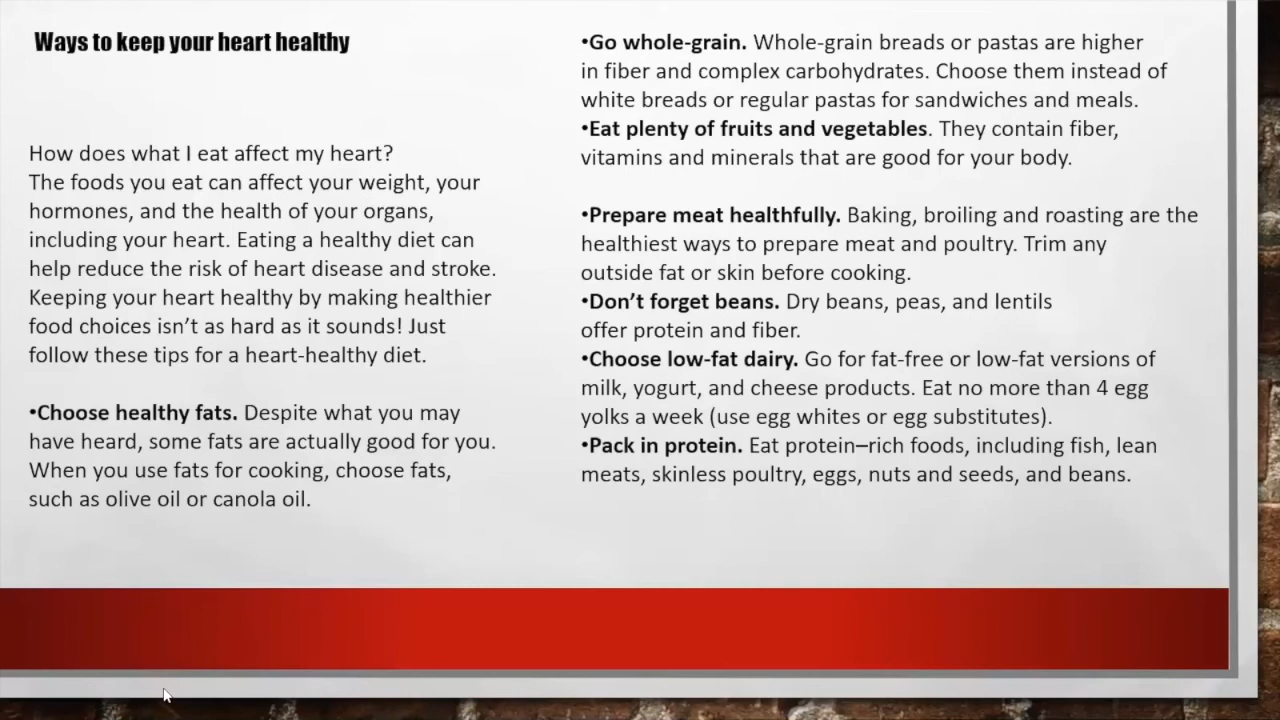 Ways to keep your heart healthy
How does what I eat affect my heart?
The foods you eat can affect your weight, your
hormones, and the health of your organs,
including your heart. Eating a healthy diet can
help reduce the risk of heart disease and stroke.
Keeping your heart healthy by making healthier
food choices isn’t as hard as it sounds! Just
follow these tips for a heart-healthy diet.
•Choose healthy fats. Despite what you may
have heard, some fats are actually good for you.
When you use fats for cooking, choose fats,
such as olive oil or canola oil.
•Go whole-grain. Whole-grain breads or pastas are higher
in fiber and complex carbohydrates. Choose them instead of
white breads or regular pastas for sandwiches and meals.
•Eat plenty of fruits and vegetables. They contain fiber,
vitamins and minerals that are good for your body.
•Prepare meat healthfully. Baking, broiling and roasting are the
healthiest ways to prepare meat and poultry. Trim any
outside fat or skin before cooking.
•Don’t forget beans. Dry beans, peas, and lentils
offer protein and fiber.
•Choose low-fat dairy. Go for fat-free or low-fat versions of
milk, yogurt, and cheese products. Eat no more than 4 egg
yolks a week (use egg whites or egg substitutes).
•Pack in protein. Eat protein–rich foods, including fish, lean
meats, skinless poultry, eggs, nuts and seeds, and beans.